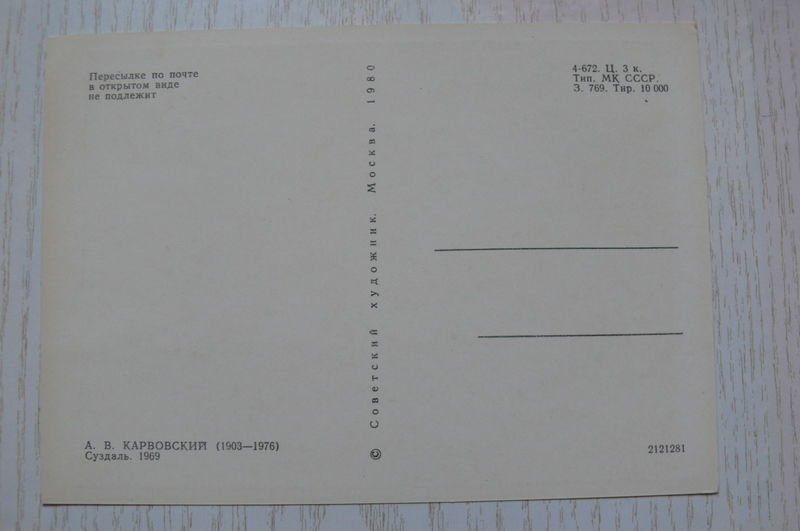 Пересылке по почте
в открытом виде
не подлежит
4-672. Ц. 3 к.
Тип. МК СССР.
З. 769. Тир. 10 000
© Советский художник. Москва. 1980
А. В. КАРВОВСКИЙ (1903—1976)
Суздаль. 1969
2121281